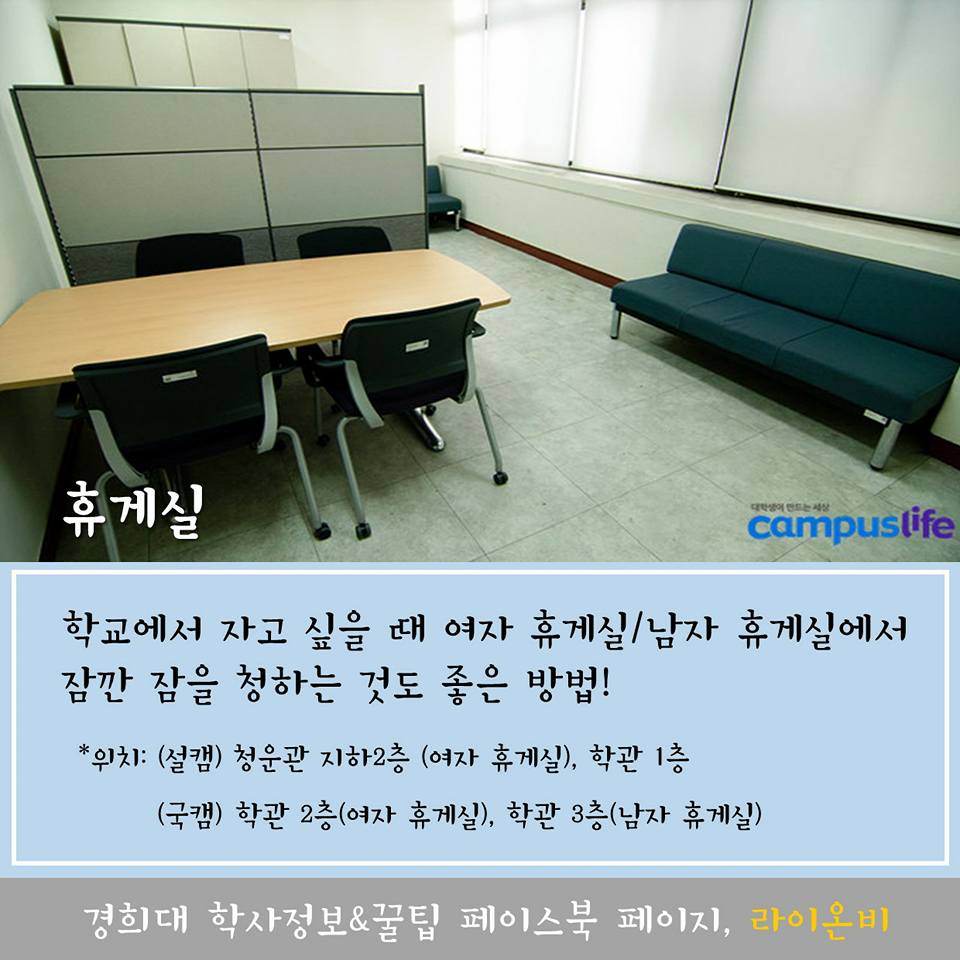 휴게실
대학생이 만드는 세상
campuslife
학교에서 자고 싶을 때 여자 휴게실/남자 휴게실에서
잠깐 잠을 청하는 것도 좋은 방법!
*위치: (설캠) 청운관 지하2층 (여자 휴게실), 학관 1층
(국캠) 학관 2층(여자 휴게실), 학관 3층(남자 휴게실)
경희대 학사정보&꿀팁 페이스북 페이지, 라이온비